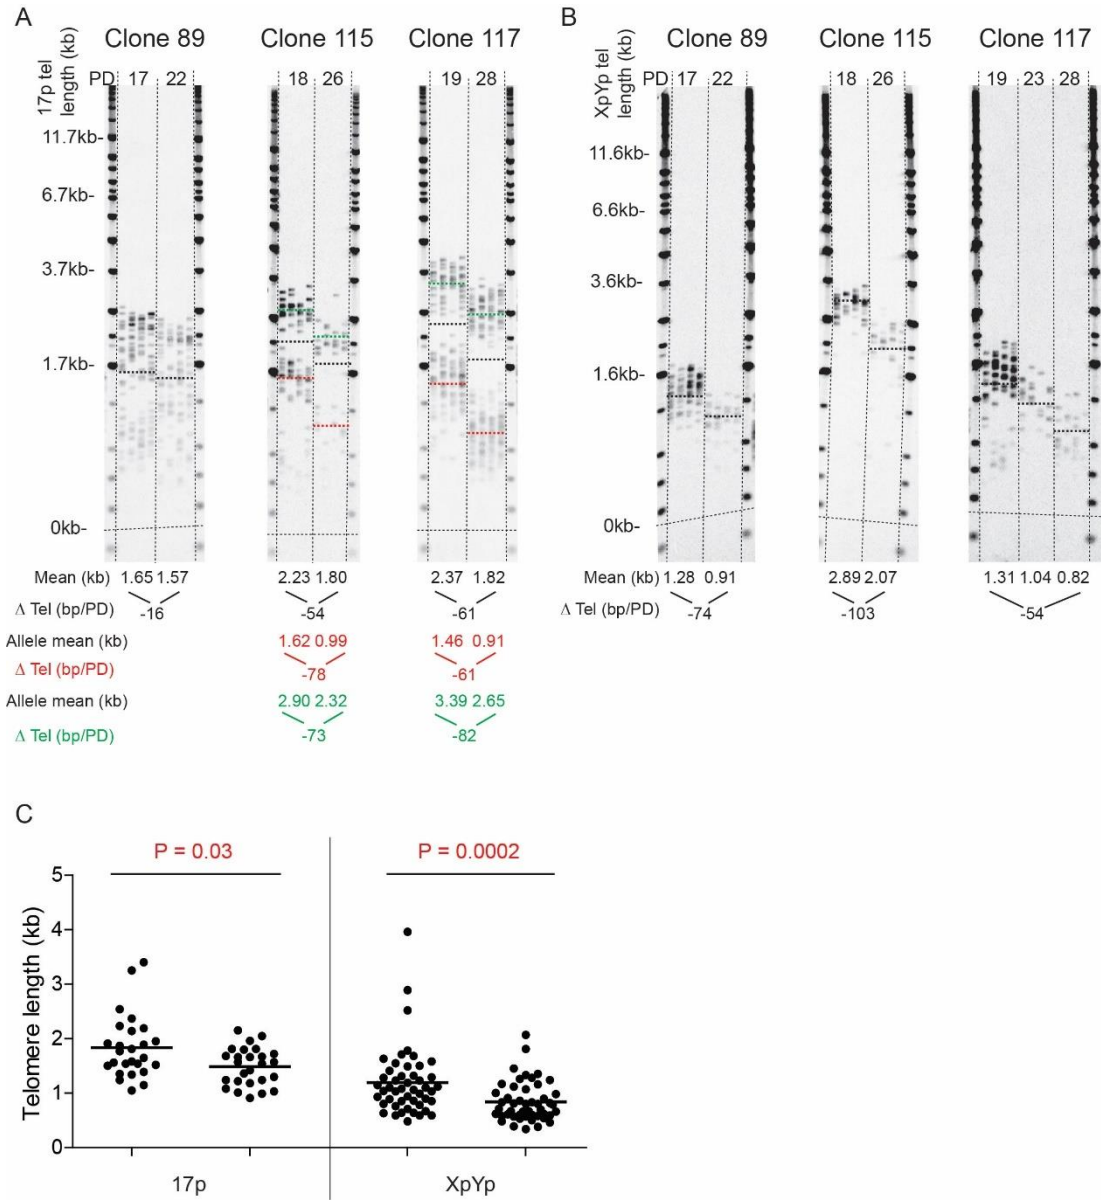 A
17p tel
length (kb)
Clone 89
Clone 115
Clone 117
PD 17 22
18 26
19 28
11.7kb-
6.7kb-
3.7kb-
1.7kb-
0kb-
Mean (kb) 1.65 1.57 2.23 1.80 2.37 1.82
Δ Tel (bp/PD) -16 -54 -61
Allele mean (kb) 1.62 0.99 1.46 0.91
Δ Tel (bp/PD) -78 -61
Allele mean (kb) 2.90 2.32 3.39 2.65
Δ Tel (bp/PD) -73 -82
B
XpYp tel
length (kb)
Clone 89
Clone 115
Clone 117
PD 17 22
18 26
19 23 28
11.6kb-
6.6kb-
3.6kb-
1.6kb-
0kb-
Mean (kb) 1.28 0.91 2.89 2.07 1.31 1.04 0.82
Δ Tel (bp/PD) -74 -103 -54
C
P = 0.03
P = 0.0002
Telomere length (kb)
5
4
3
2
1
0
17p
XpYp